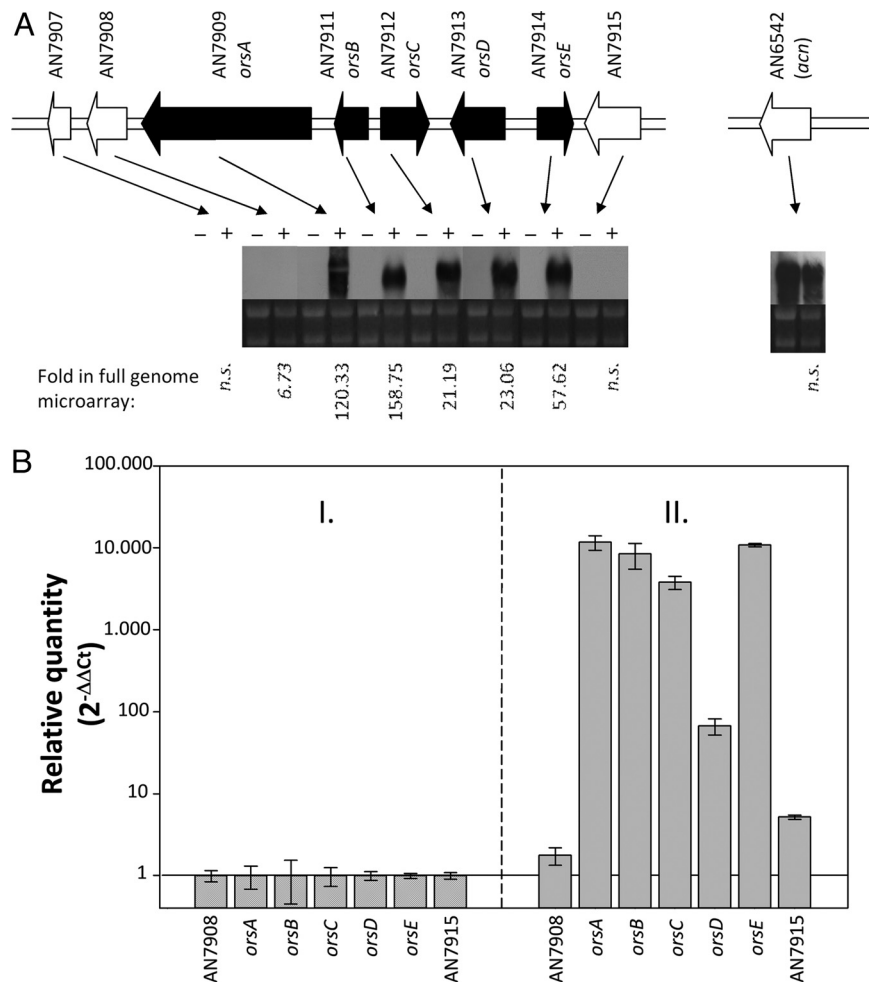 A
AN7907
AN7908
AN7909
orsA
AN7911
orsB
AN7912
orsC
AN7913
orsD
AN7914
orsE
AN7915
AN6542
(acn)
– + – + – + – + – + – + – + – +
Fold in full genome
microarray:
n.s.
6.73
120.33
158.75
21.19
23.06
57.62
n.s.
n.s.
B
Relative quantity
(2-ΔΔCt)
100.000
10.000
1.000
100
10
1
I.
II.
AN7908
orsA
orsB
orsC
orsD
orsE
AN7915
AN7908
orsA
orsB
orsC
orsD
orsE
AN7915